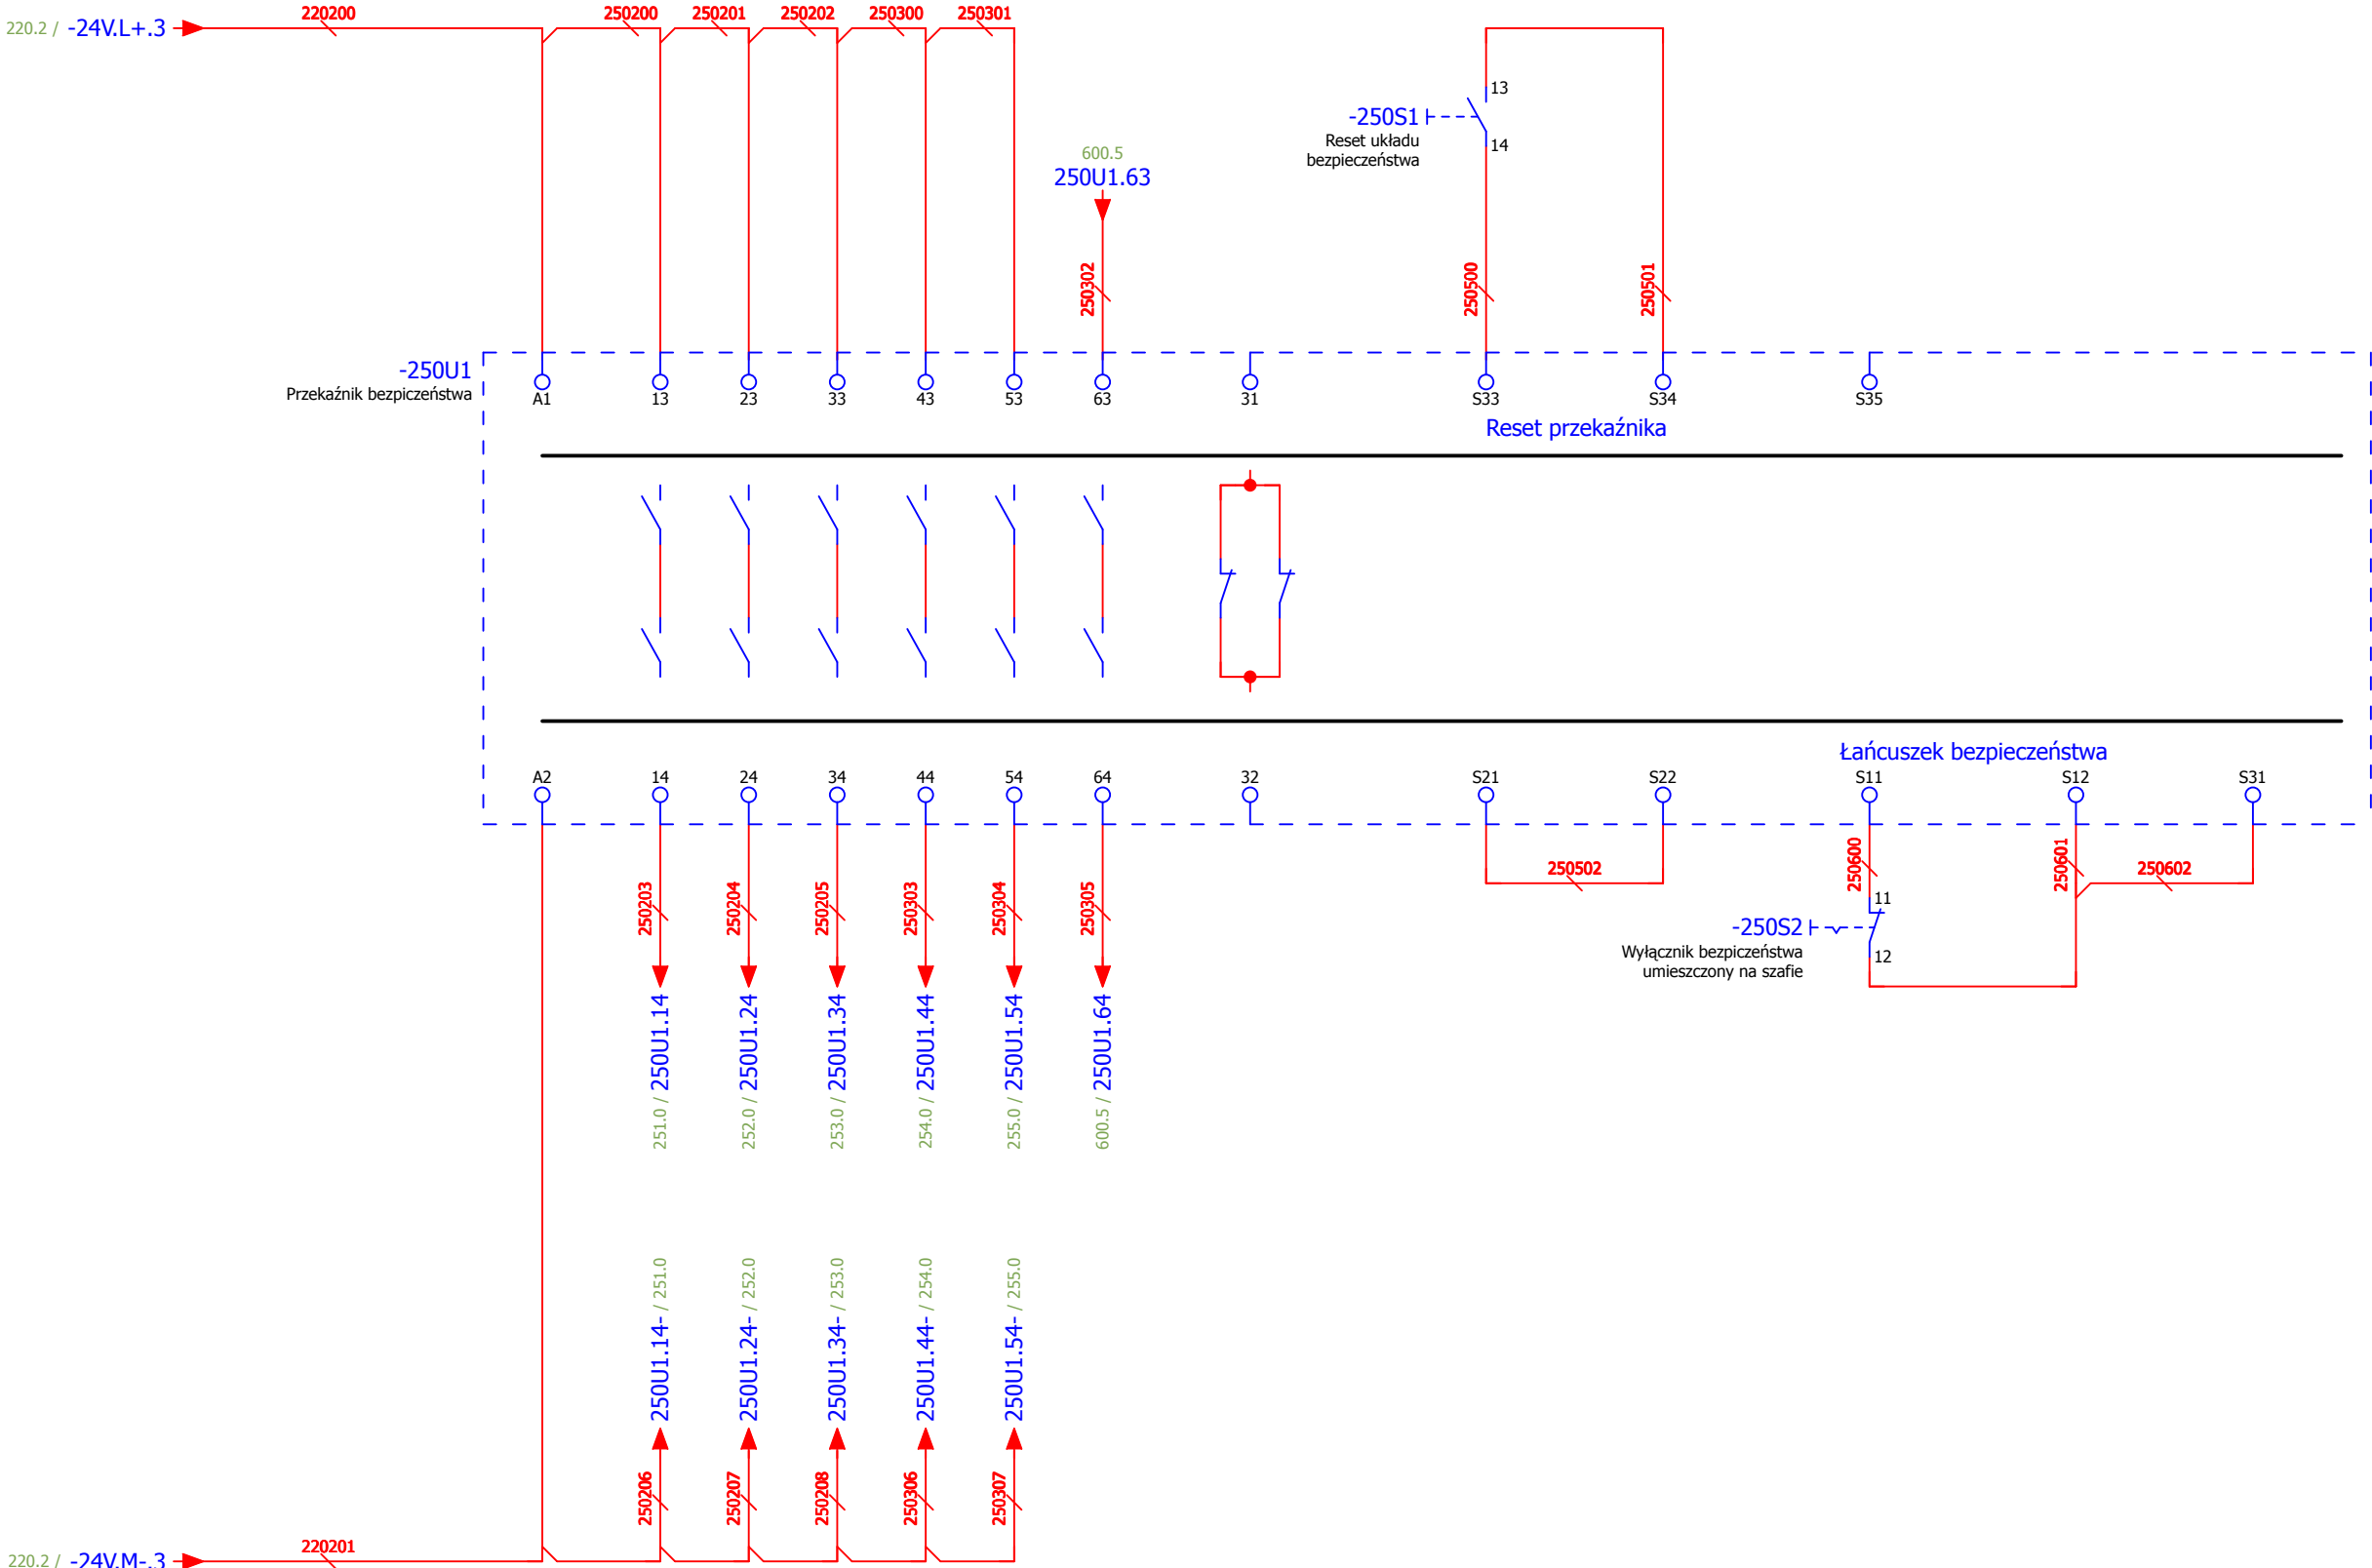 220200
250200
250201
250202
250300
250301
220.2 / -24V.L+.3
13
-250S1
Reset układu
bezpieczeństwa
14
600.5
250U1.63
250302
250500
250501
-250U1
Przekaźnik bezpiczeństwa
A1
13
23
33
43
53
63
31
S33
S34
S35
Reset przekaźnika
Łańcuszek bezpieczeństwa
A2
14
24
34
44
54
64
32
S21
S22
S11
S12
S31
250203
250204
250205
250303
250304
250305
250502
250600
250601
250602
11
-250S2
Wyłącznik bezpiczeństwa
umieszczony na szafie
12
251.0 / 250U1.14
252.0 / 250U1.24
253.0 / 250U1.34
254.0 / 250U1.44
255.0 / 250U1.54
600.5 / 250U1.64
250U1.14- / 251.0
250U1.24- / 252.0
250U1.34- / 253.0
250U1.44- / 254.0
250U1.54- / 255.0
250206
250207
250208
250306
250307
220201
220.2 / -24V.M-.3